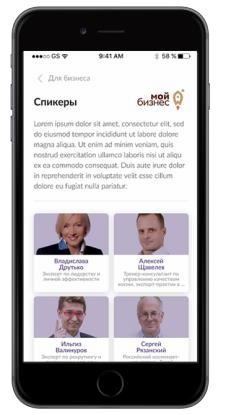 GS 9:41 AM 58 %
Для бизнеса
Спикеры
мой бизнес
Lorem ipsum dolor sit amet, consectetur elit, sed
do eiusmod tempor incididunt ut labore dolore
magna aliqua. Ut enim ad minim veniam, quis
nostrud exercitation ullamco laboris nisi ut aliqu
ex ea commodo consequat. Duis aute irure dolor
in reprehenderit in voluptate velit esse cillum
dolore eu fugiat nulla pariatur.
Владислава
Друтько
Эксперт по лидерству и
личной эффективности
Алексей
Щавелев
Тренер-консультант по
управлению качеством
жизни, эксперт-практик в ...
Ильгиз
Валинуров
Эксперт по рекрутингу и
Сергей
Рязанский
Российский космонавт-